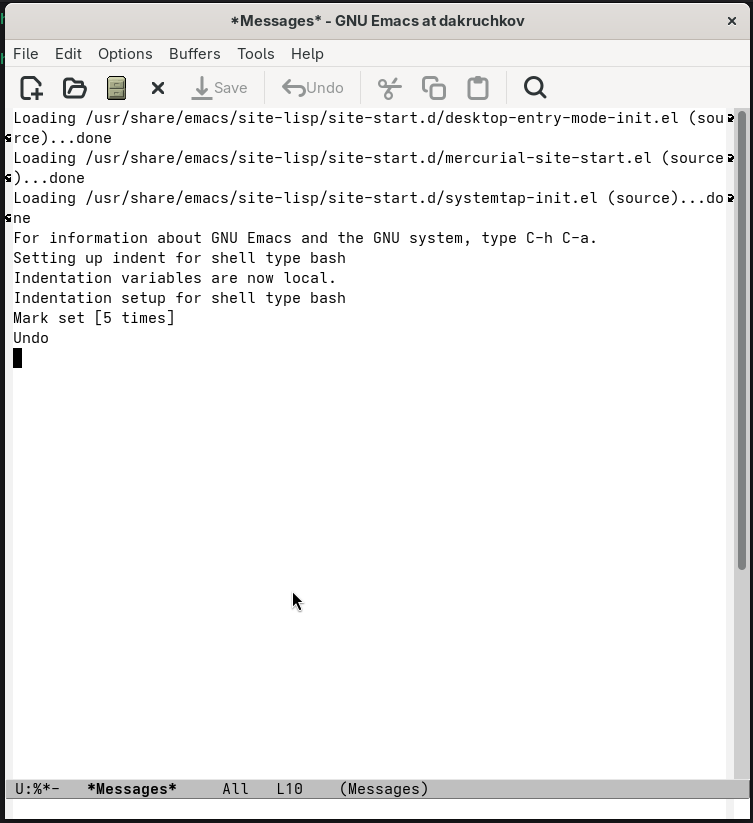 *Messages* - GNU Emacs at dakruchkov
File Edit Options Buffers Tools Help
Save Undo
Loading /usr/share/emacs/site-lisp/site-start.d/desktop-entry-mode-init.el (sou
rce)...done
Loading /usr/share/emacs/site-lisp/site-start.d/mercurial-site-start.el (source
)...done
Loading /usr/share/emacs/site-lisp/site-start.d/systemtap-init.el (source)...do
ne
For information about GNU Emacs and the GNU system, type C-h C-a.
Setting up indent for shell type bash
Indentation variables are now local.
Indentation setup for shell type bash
Mark set [5 times]
Undo
U:%*- *Messages* All L10 (Messages)